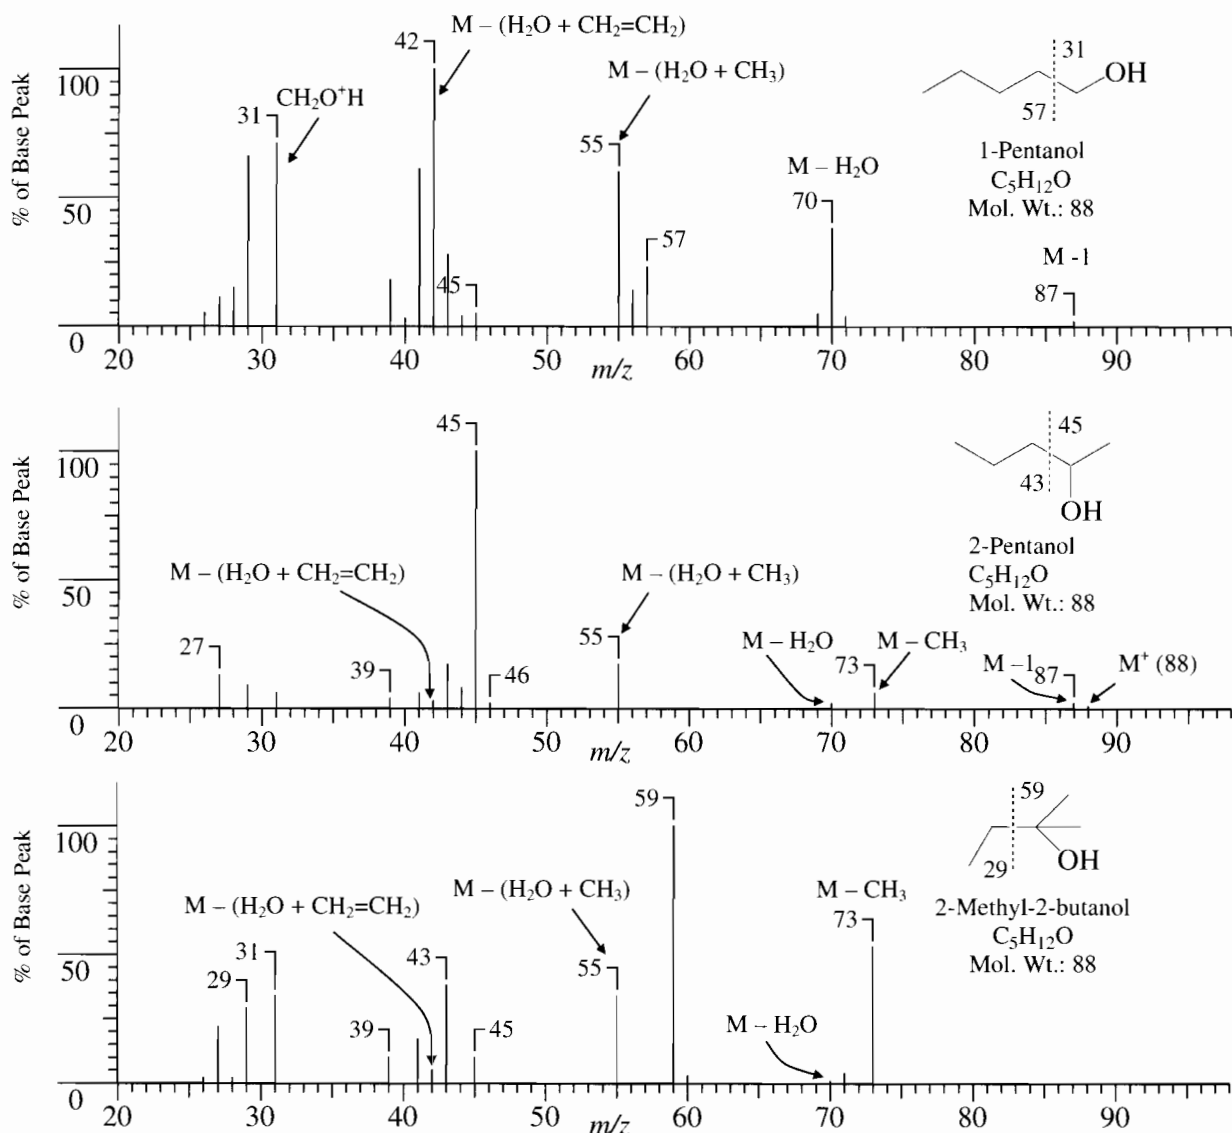 M – (H₂O + CH₂=CH₂)
42
M – (H₂O + CH₃)
31
OH
57
CH₂O⁺H
31
55
M – H₂O
70
1-Pentanol
C₅H₁₂O
Mol. Wt.: 88
57
M -1
87
45
% of Base Peak
100
50
0
20 30 40 50 60 70 80 90
m/z
45
45
43
OH
2-Pentanol
C₅H₁₂O
Mol. Wt.: 88
M – (H₂O + CH₂=CH₂)
M – (H₂O + CH₃)
27
39
46
55
M – H₂O
73
M – CH₃
M –1
87
M⁺ (88)
% of Base Peak
100
50
0
20 30 40 50 60 70 80 90
m/z
59
59
29
OH
2-Methyl-2-butanol
C₅H₁₂O
Mol. Wt.: 88
M – (H₂O + CH₃)
M – CH₃
73
M – (H₂O + CH₂=CH₂)
31
29
43
55
39
45
M – H₂O
% of Base Peak
100
50
0
20 30 40 50 60 70 80 90
m/z